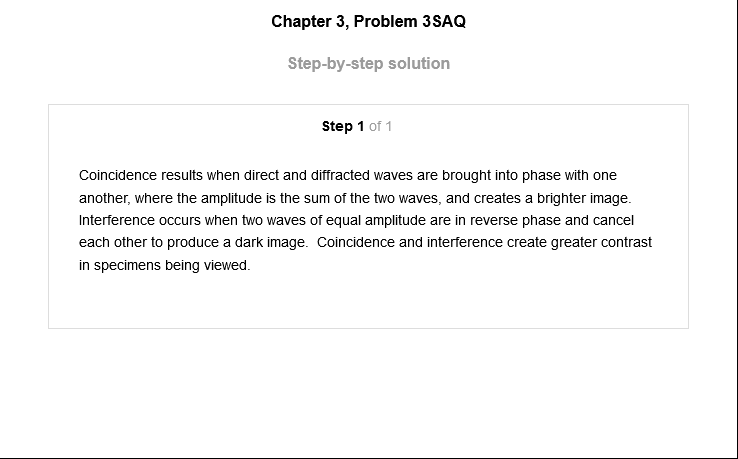 Chapter 3, Problem 3SAQ
Step-by-step solution
Step 1 of 1
Coincidence results when direct and diffracted waves are brought into phase with one
another, where the amplitude is the sum of the two waves, and creates a brighter image.
Interference occurs when two waves of equal amplitude are in reverse phase and cancel
each other to produce a dark image.  Coincidence and interference create greater contrast
in specimens being viewed.